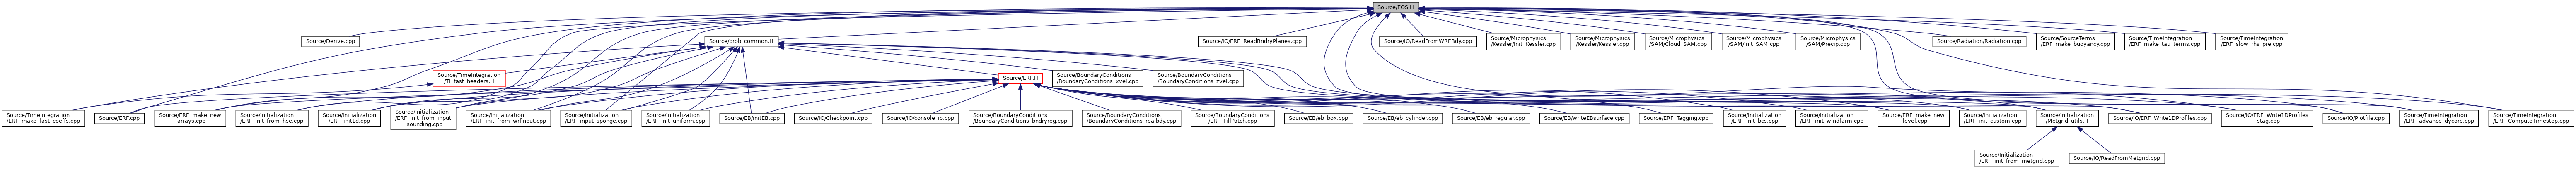 Source/EOS.H
Source/Derive.cpp
Source/prob_common.H
Source/IO/ERF_ReadBndryPlanes.cpp
Source/IO/ReadFromWRFBdy.cpp
Source/Microphysics
/Kessler/Init_Kessler.cpp
Source/Microphysics
/Kessler/Kessler.cpp
Source/Microphysics
/SAM/Cloud_SAM.cpp
Source/Microphysics
/SAM/Init_SAM.cpp
Source/Microphysics
/SAM/Precip.cpp
Source/Radiation/Radiation.cpp
Source/SourceTerms
/ERF_make_buoyancy.cpp
Source/TimeIntegration
/ERF_make_tau_terms.cpp
Source/TimeIntegration
/ERF_slow_rhs_pre.cpp
Source/TimeIntegration
/TI_fast_headers.H
Source/ERF.H
Source/BoundaryConditions
/BoundaryConditions_xvel.cpp
Source/BoundaryConditions
/BoundaryConditions_zvel.cpp
Source/TimeIntegration
/ERF_make_fast_coeffs.cpp
Source/ERF.cpp
Source/ERF_make_new
_arrays.cpp
Source/Initialization
/ERF_init_from_hse.cpp
Source/Initialization
/ERF_init1d.cpp
Source/Initialization
/ERF_init_from_input
_sounding.cpp
Source/Initialization
/ERF_init_from_wrfinput.cpp
Source/Initialization
/ERF_input_sponge.cpp
Source/Initialization
/ERF_init_uniform.cpp
Source/EB/initEB.cpp
Source/IO/Checkpoint.cpp
Source/IO/console_io.cpp
Source/BoundaryConditions
/BoundaryConditions_bndryreg.cpp
Source/BoundaryConditions
/BoundaryConditions_realbdy.cpp
Source/BoundaryConditions
/ERF_FillPatch.cpp
Source/EB/eb_box.cpp
Source/EB/eb_cylinder.cpp
Source/EB/eb_regular.cpp
Source/EB/writeEBsurface.cpp
Source/ERF_Tagging.cpp
Source/Initialization
/ERF_init_bcs.cpp
Source/Initialization
/ERF_init_windfarm.cpp
Source/ERF_make_new
_level.cpp
Source/Initialization
/ERF_init_custom.cpp
Source/Initialization
/Metgrid_utils.H
Source/IO/ERF_Write1DProfiles.cpp
Source/IO/ERF_Write1DProfiles
_stag.cpp
Source/IO/Plotfile.cpp
Source/TimeIntegration
/ERF_advance_dycore.cpp
Source/TimeIntegration
/ERF_ComputeTimestep.cpp
Source/Initialization
/ERF_init_from_metgrid.cpp
Source/IO/ReadFromMetgrid.cpp